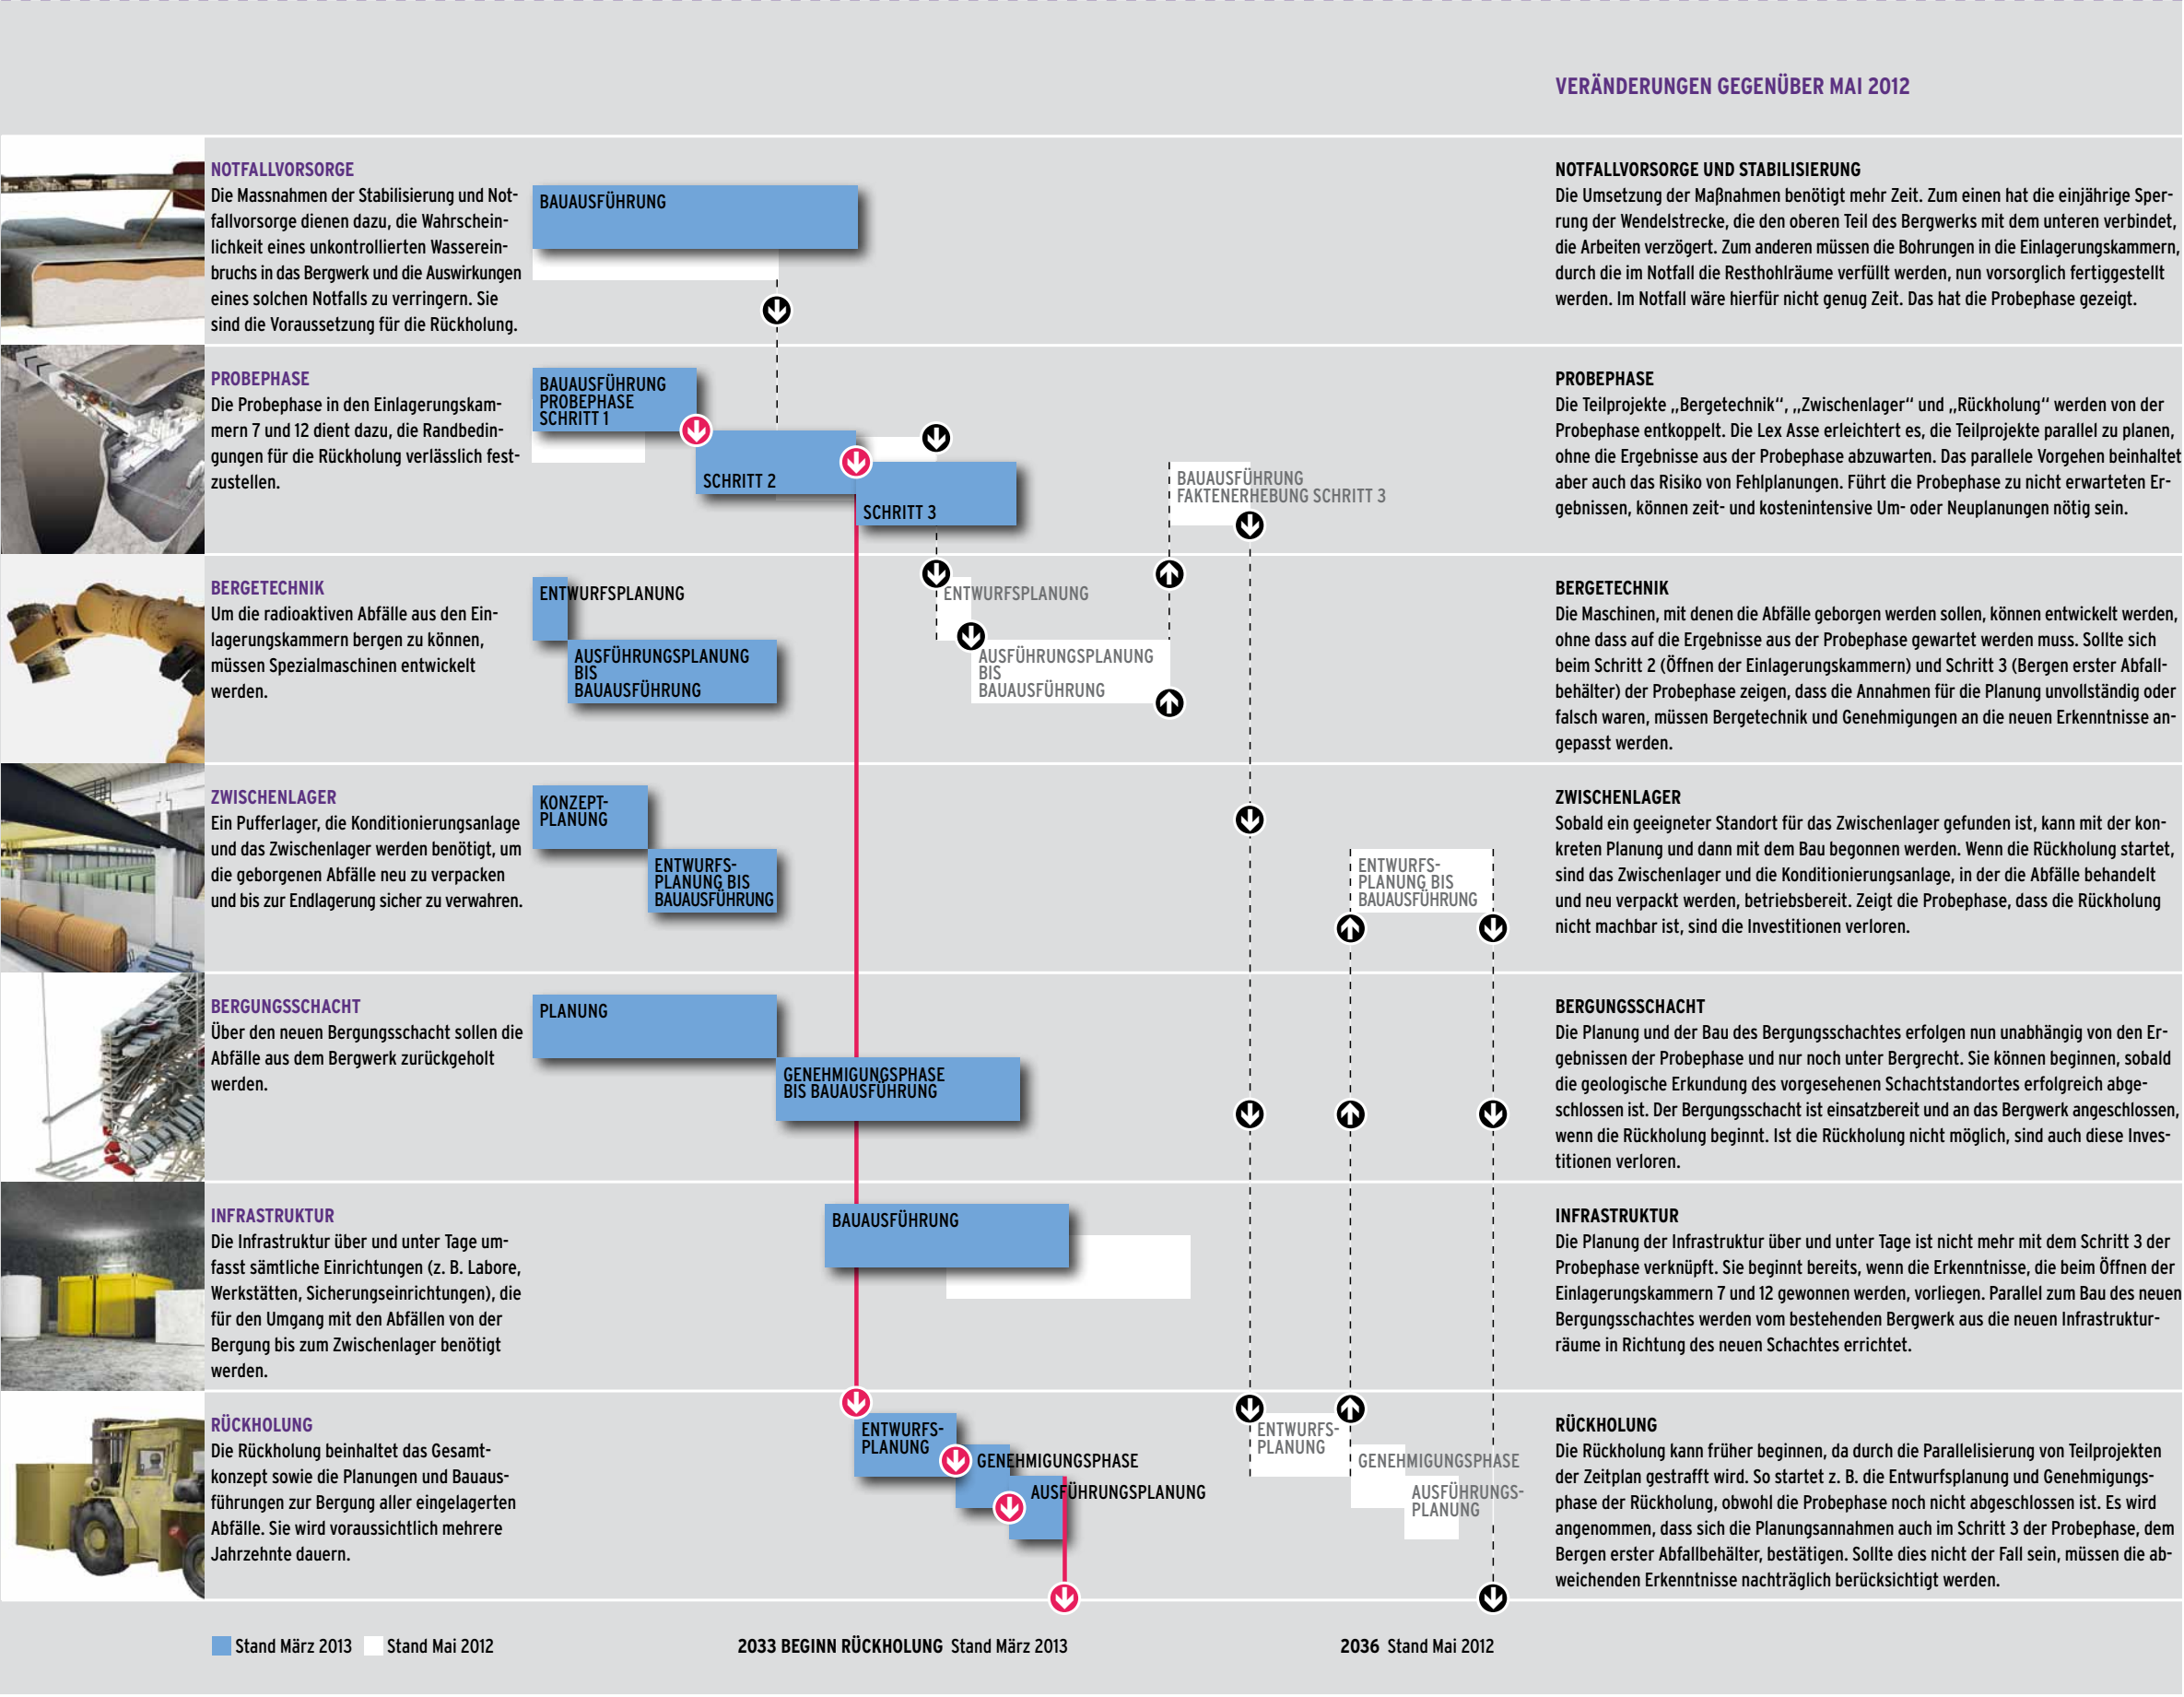 VERÄNDERUNGEN GEGENÜBER MAI 2012
NOTFALLVORSORGE
Die Massnahmen der Stabilisierung und Not-
fallvorsorge dienen dazu, die Wahrschein-
lichkeit eines unkontrollierten Wasserein-
bruchs in das Bergwerk und die Auswirkungen
eines solchen Notfalls zu verringern. Sie
sind die Voraussetzung für die Rückholung.
BAUAUSFÜHRUNG
NOTFALLVORSORGE UND STABILISIERUNG
Die Umsetzung der Maßnahmen benötigt mehr Zeit. Zum einen hat die einjährige Sper-
rung der Wendelstrecke, die den oberen Teil des Bergwerks mit dem unteren verbindet,
die Arbeiten verzögert. Zum anderen müssen die Bohrungen in die Einlagerungskammern,
durch die im Notfall die Resthohlräume verfüllt werden, nun vorsorglich fertiggestellt
werden. Im Notfall wäre hierfür nicht genug Zeit. Das hat die Probephase gezeigt.
PROBEPHASE
Die Probephase in den Einlagerungskam-
mern 7 und 12 dient dazu, die Randbedin-
gungen für die Rückholung verlässlich fest-
zustellen.
BAUAUSFÜHRUNG
PROBEPHASE
SCHRITT 1
SCHRITT 2
SCHRITT 3
BAUAUSFÜHRUNG
FAKTENERHEBUNG SCHRITT 3
PROBEPHASE
Die Teilprojekte „Bergetechnik“, „Zwischenlager“ und „Rückholung“ werden von der
Probephase entkoppelt. Die Lex Asse erleichtert es, die Teilprojekte parallel zu planen,
ohne die Ergebnisse aus der Probephase abzuwarten. Das parallele Vorgehen beinhaltet
aber auch das Risiko von Fehlplanungen. Führt die Probephase zu nicht erwarteten Er-
gebnissen, können zeit- und kostenintensive Um- oder Neuplanungen nötig sein.
BERGETECHNIK
Um die radioaktiven Abfälle aus den Ein-
lagerungskammern bergen zu können,
müssen Spezialmaschinen entwickelt
werden.
ENTWURFSPLANUNG
AUSFÜHRUNGSPLANUNG
BIS
BAUAUSFÜHRUNG
ENTWURFSPLANUNG
AUSFÜHRUNGSPLANUNG
BIS
BAUAUSFÜHRUNG
BERGETECHNIK
Die Maschinen, mit denen die Abfälle geborgen werden sollen, können entwickelt werden,
ohne dass auf die Ergebnisse aus der Probephase gewartet werden muss. Sollte sich
beim Schritt 2 (Öffnen der Einlagerungskammern) und Schritt 3 (Bergen erster Abfall-
behälter) der Probephase zeigen, dass die Annahmen für die Planung unvollständig oder
falsch waren, müssen Bergetechnik und Genehmigungen an die neuen Erkenntnisse an-
gepasst werden.
ZWISCHENLAGER
Ein Pufferlager, die Konditionierungsanlage
und das Zwischenlager werden benötigt, um
die geborgenen Abfälle neu zu verpacken
und bis zur Endlagerung sicher zu verwahren.
KONZEPT-
PLANUNG
ENTWURFS-
PLANUNG BIS
BAUAUSFÜHRUNG
ENTWURFS-
PLANUNG BIS
BAUAUSFÜHRUNG
ZWISCHENLAGER
Sobald ein geeigneter Standort für das Zwischenlager gefunden ist, kann mit der kon-
kreten Planung und dann mit dem Bau begonnen werden. Wenn die Rückholung startet,
sind das Zwischenlager und die Konditionierungsanlage, in der die Abfälle behandelt
und neu verpackt werden, betriebsbereit. Zeigt die Probephase, dass die Rückholung
nicht machbar ist, sind die Investitionen verloren.
BERGUNGSSCHACHT
Über den neuen Bergungsschacht sollen die
Abfälle aus dem Bergwerk zurückgeholt
werden.
PLANUNG
GENEHMIGUNGSPHASE
BIS BAUAUSFÜHRUNG
BERGUNGSSCHACHT
Die Planung und der Bau des Bergungsschachtes erfolgen nun unabhängig von den Er-
gebnissen der Probephase und nur noch unter Bergrecht. Sie können beginnen, sobald
die geologische Erkundung des vorgesehenen Schachtstandortes erfolgreich abge-
schlossen ist. Der Bergungsschacht ist einsatzbereit und an das Bergwerk angeschlossen,
wenn die Rückholung beginnt. Ist die Rückholung nicht möglich, sind auch diese Inves-
titionen verloren.
INFRASTRUKTUR
Die Infrastruktur über und unter Tage um-
fasst sämtliche Einrichtungen (z. B. Labore,
Werkstätten, Sicherungseinrichtungen), die
für den Umgang mit den Abfällen von der
Bergung bis zum Zwischenlager benötigt
werden.
BAUAUSFÜHRUNG
INFRASTRUKTUR
Die Planung der Infrastruktur über und unter Tage ist nicht mehr mit dem Schritt 3 der
Probephase verknüpft. Sie beginnt bereits, wenn die Erkenntnisse, die beim Öffnen der
Einlagerungskammern 7 und 12 gewonnen werden, vorliegen. Parallel zum Bau des neuen
Bergungsschachtes werden vom bestehenden Bergwerk aus die neuen Infrastruktur-
räume in Richtung des neuen Schachtes errichtet.
RÜCKHOLUNG
Die Rückholung beinhaltet das Gesamt-
konzept sowie die Planungen und Bauaus-
führungen zur Bergung aller eingelagerten
Abfälle. Sie wird voraussichtlich mehrere
Jahrzehnte dauern.
ENTWURFS-
PLANUNG
GENEHMIGUNGSPHASE
AUSFÜHRUNGSPLANUNG
ENTWURFS-
PLANUNG
GENEHMIGUNGSPHASE
AUSFÜHRUNGS-
PLANUNG
RÜCKHOLUNG
Die Rückholung kann früher beginnen, da durch die Parallelisierung von Teilprojekten
der Zeitplan gestrafft wird. So startet z. B. die Entwurfsplanung und Genehmigungs-
phase der Rückholung, obwohl die Probephase noch nicht abgeschlossen ist. Es wird
angenommen, dass sich die Planungsannahmen auch im Schritt 3 der Probephase, dem
Bergen erster Abfallbehälter, bestätigen. Sollte dies nicht der Fall sein, müssen die ab-
weichenden Erkenntnisse nachträglich berücksichtigt werden.
Stand März 2013 Stand Mai 2012
2033 BEGINN RÜCKHOLUNG Stand März 2013
2036 Stand Mai 2012